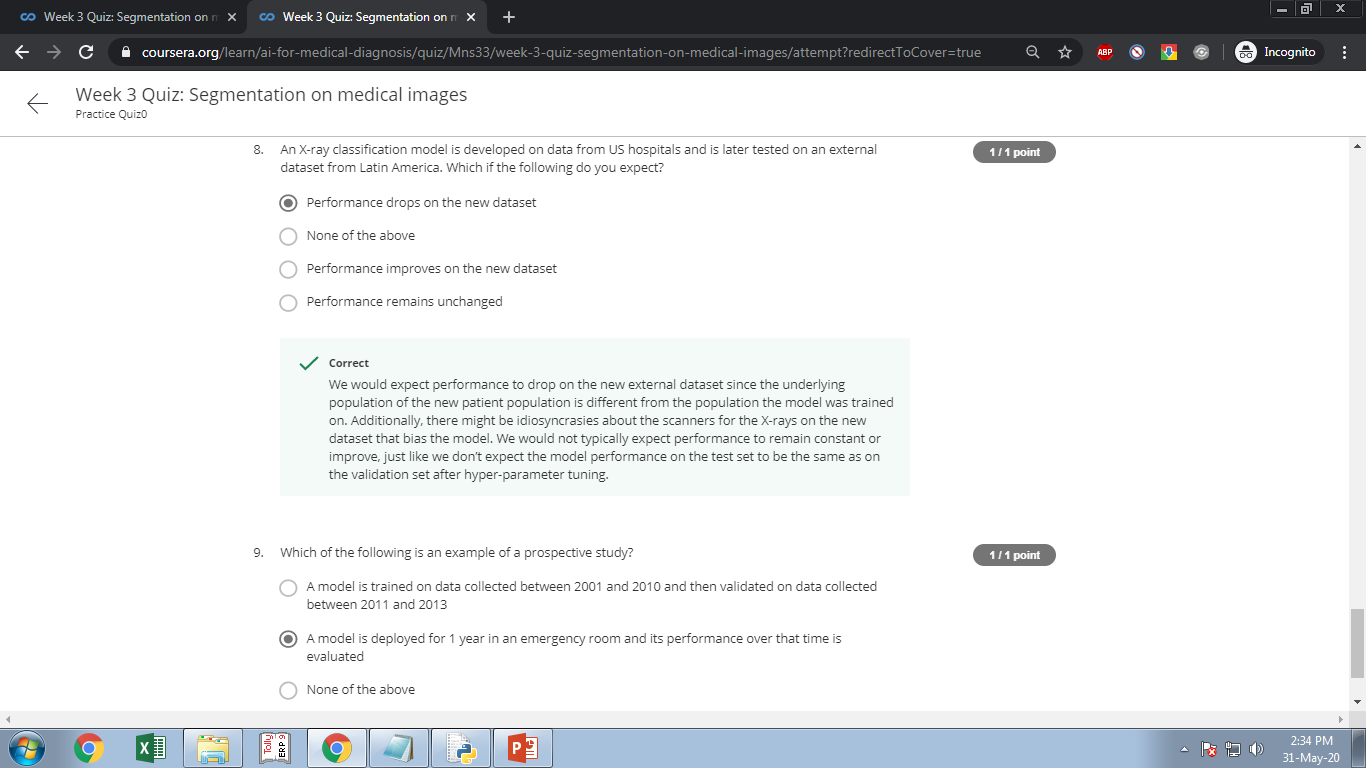 Week 3 Quiz: Segmentation on m
Week 3 Quiz: Segmentation on m
coursera.org/learn/ai-for-medical-diagnosis/quiz/Mns33/week-3-quiz-segmentation-on-medical-images/attempt?redirectToCover=true
ABP
Incognito
Week 3 Quiz: Segmentation on medical images
Practice Quiz0
8. An X-ray classification model is developed on data from US hospitals and is later tested on an external
dataset from Latin America. Which if the following do you expect?
1 / 1 point
Performance drops on the new dataset
None of the above
Performance improves on the new dataset
Performance remains unchanged
Correct
We would expect performance to drop on the new external dataset since the underlying
population of the new patient population is different from the population the model was trained
on. Additionally, there might be idiosyncrasies about the scanners for the X-rays on the new
dataset that bias the model. We would not typically expect performance to remain constant or
improve, just like we don't expect the model performance on the test set to be the same as on
the validation set after hyper-parameter tuning.
9. Which of the following is an example of a prospective study?
1 / 1 point
A model is trained on data collected between 2001 and 2010 and then validated on data collected
between 2011 and 2013
A model is deployed for 1 year in an emergency room and its performance over that time is
evaluated
None of the above
Tally
ERP 9
2:34 PM
31-May-20